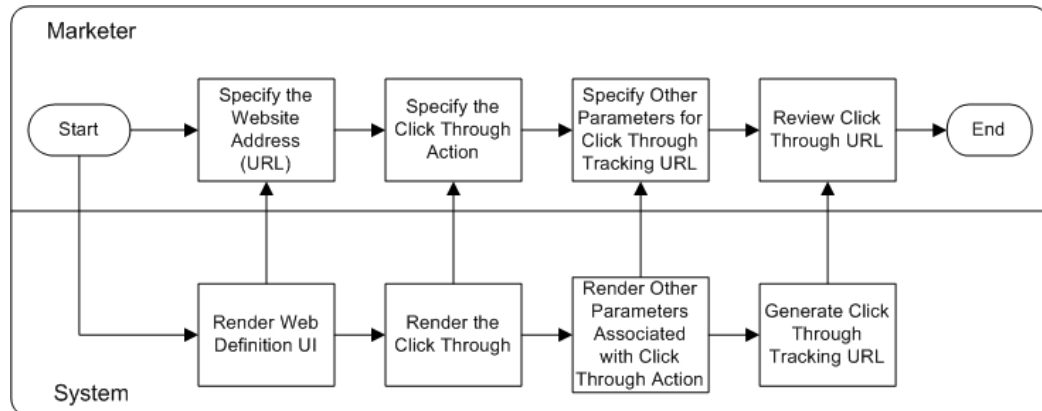 Marketer
Start
Specify the
Website
Address
(URL)
Specify the
Click Through
Action
Specify Other
Parameters for
Click Through
Tracking URL
Review Click
Through URL
End
Render Web
Definition UI
Render the
Click Through
Render Other
Parameters
Associated
with Click
Through Action
Generate Click
Through
Tracking URL
System